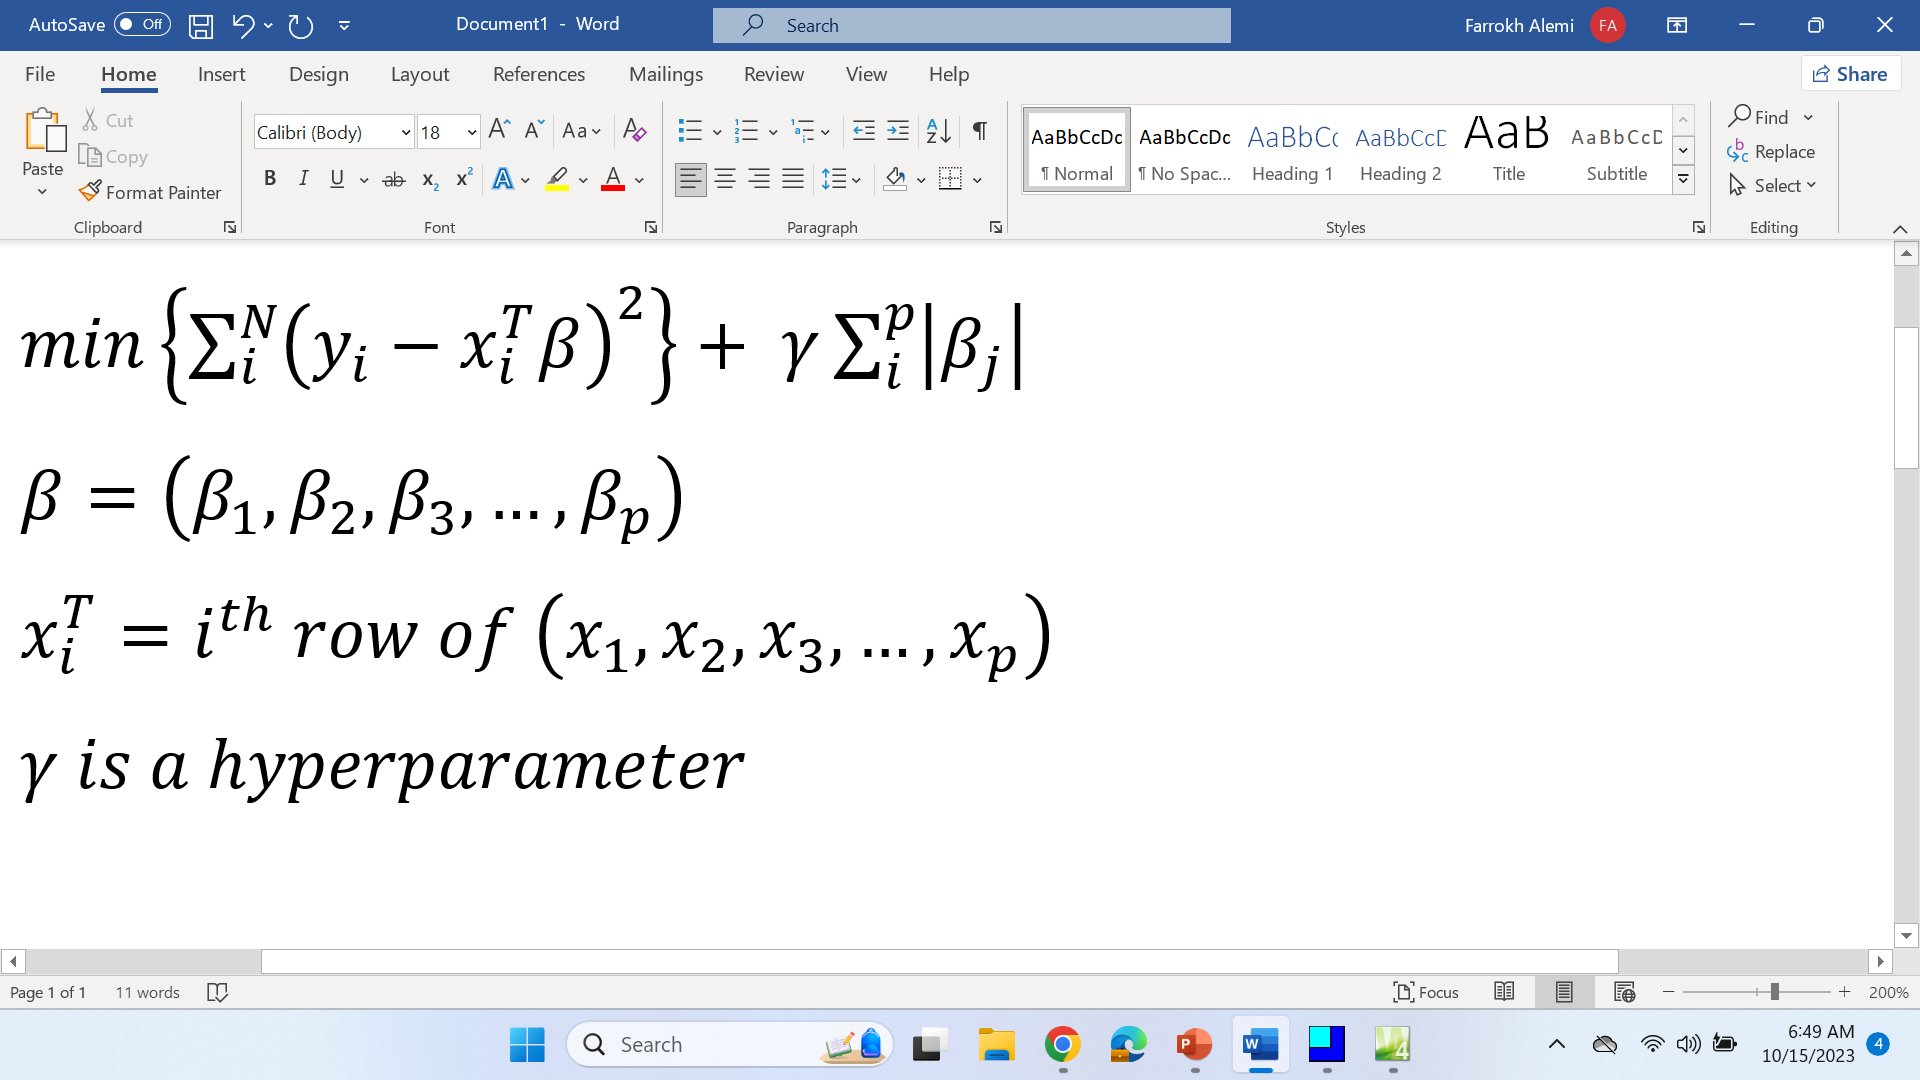 AutoSave Off Document1 - Word Search Farrokh Alemi FA
File Home Insert Design Layout References Mailings Review View Help Share
Paste Cut Copy Format Painter Clipboard
Calibri (Body) 18 A^ A˅ Aa A
B I U ab x₂ x² A A Font
A Z ¶ Paragraph
AaBbCcDc AaBbCcDc AaBbCc AaBbCcD AaB AaBbCcD
¶ Normal ¶ No Spac... Heading 1 Heading 2 Title Subtitle
Styles
Find
Replace
Select
Editing
min {∑_i^N (y_i − x_i^T β)^2} + γ ∑_i^p |β_j|
β = (β_1, β_2, β_3, … , β_p)
x_i^T = i^th row of (x_1, x_2, x_3, … , x_p)
γ is a hyperparameter
Page 1 of 1 11 words Focus − + 200%
Search P W 4 6:49 AM 4
10/15/2023